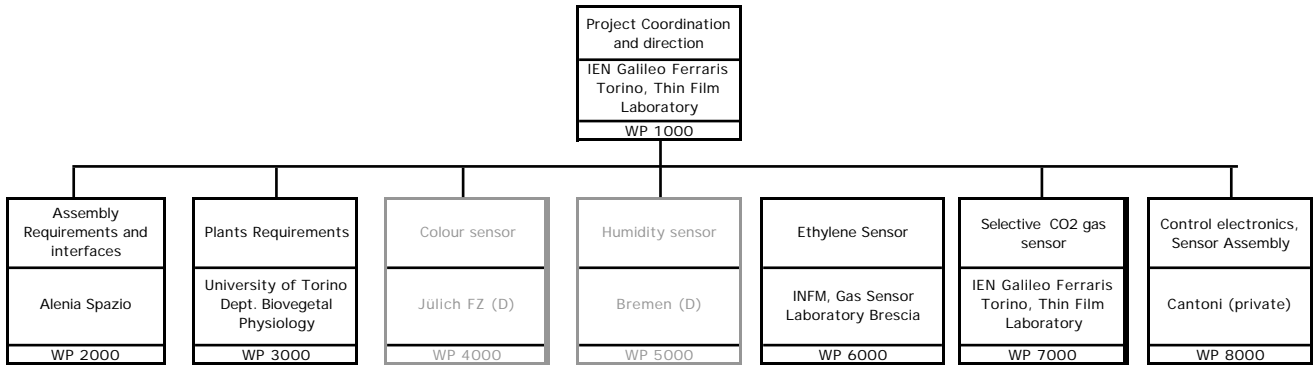 Project Coordination
and direction
IEN Galileo Ferraris
Torino, Thin Film
Laboratory
WP 1000
Assembly
Requirements and
interfaces
Alenia Spazio
WP 2000
Plants Requirements
University of Torino
Dept. Biovegetal
Physiology
WP 3000
Colour sensor
Jülich FZ (D)
WP 4000
Humidity sensor
Bremen (D)
WP 5000
Ethylene Sensor
INFM, Gas Sensor
Laboratory Brescia
WP 6000
Selective CO2 gas
sensor
IEN Galileo Ferraris
Torino, Thin Film
Laboratory
WP 7000
Control electronics,
Sensor Assembly
Cantoni (private)
WP 8000